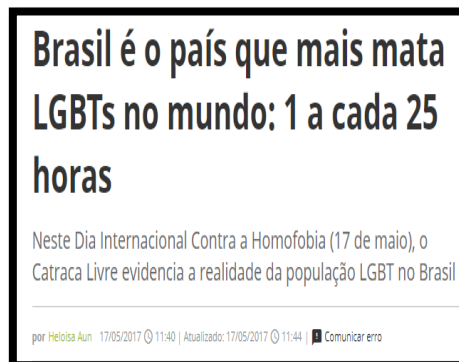 Brasil é o país que mais mata
LGBTs no mundo: 1 a cada 25
horas
Neste Dia Internacional Contra a Homofobia (17 de maio), o
Catraca Livre evidencia a realidade da população LGBT no Brasil
por Heloisa Aun 17/05/2017 11:40 | Atualizado: 17/05/2017 11:44 | Comunicar erro